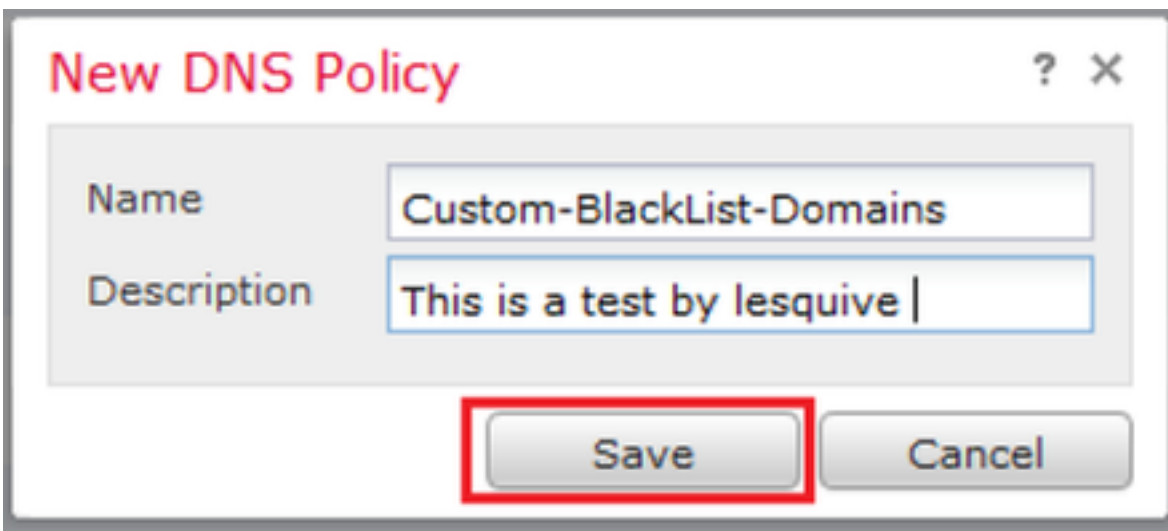 New DNS Policy ? ×
Name Custom-BlackList-Domains
Description This is a test by lesquive
Save Cancel